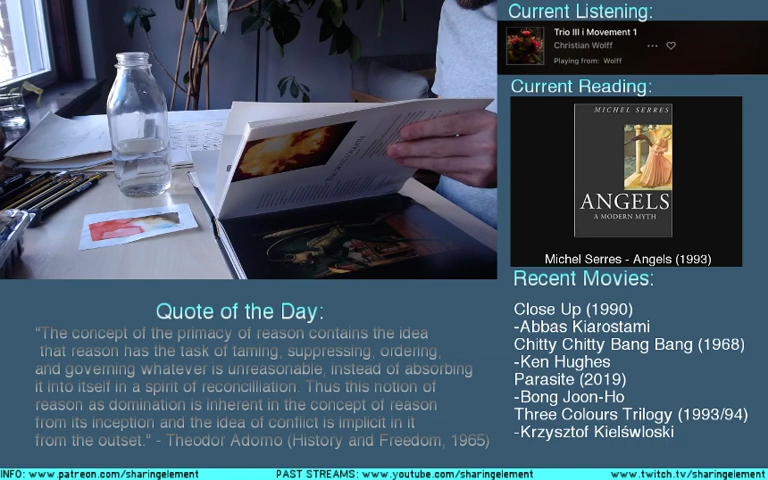 Current Listening:
Trio III i Movement 1
Christian Wolff
Playing from: Wolff
Current Reading:
MICHEL SERRES
ANGELS
A MODERN MYTH
Michel Serres - Angels (1993)
Recent Movies:
Close Up (1990)
-Abbas Kiarostami
Chitty Chitty Bang Bang (1968)
-Ken Hughes
Parasite (2019)
-Bong Joon-Ho
Three Colours Trilogy (1993/94)
-Krzysztof Kielśwloski
Quote of the Day:
"The concept of the primacy of reason contains the idea
that reason has the task of taming, suppressing, ordering,
and governing whatever is unreasonable, instead of absorbing
it into itself in a spirit of reconcilliation. Thus this notion of
reason as domination is inherent in the concept of reason
from its inception and the idea of conflict is implicit in it
from the outset." - Theodor Adorno (History and Freedom, 1965)
INFO: www.patreon.com/sharingelement
PAST STREAMS: www.youtube.com/sharingelement
www.twitch.tv/sharingelement